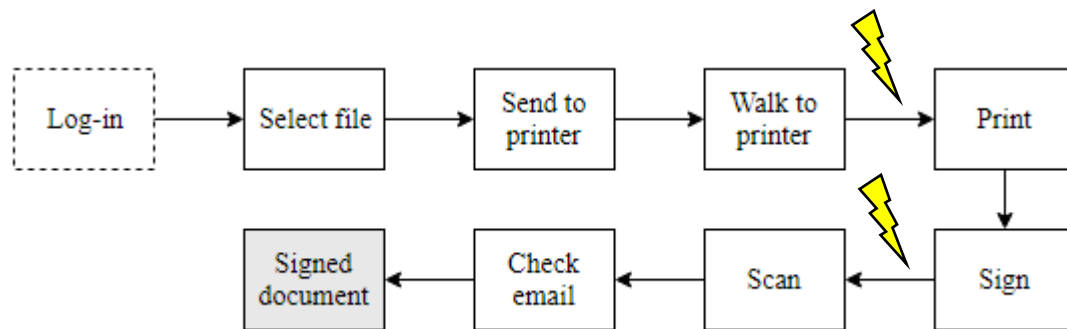 Log-in
Select file
Send to
printer
Walk to
printer
Print
Sign
Scan
Check
email
Signed
document